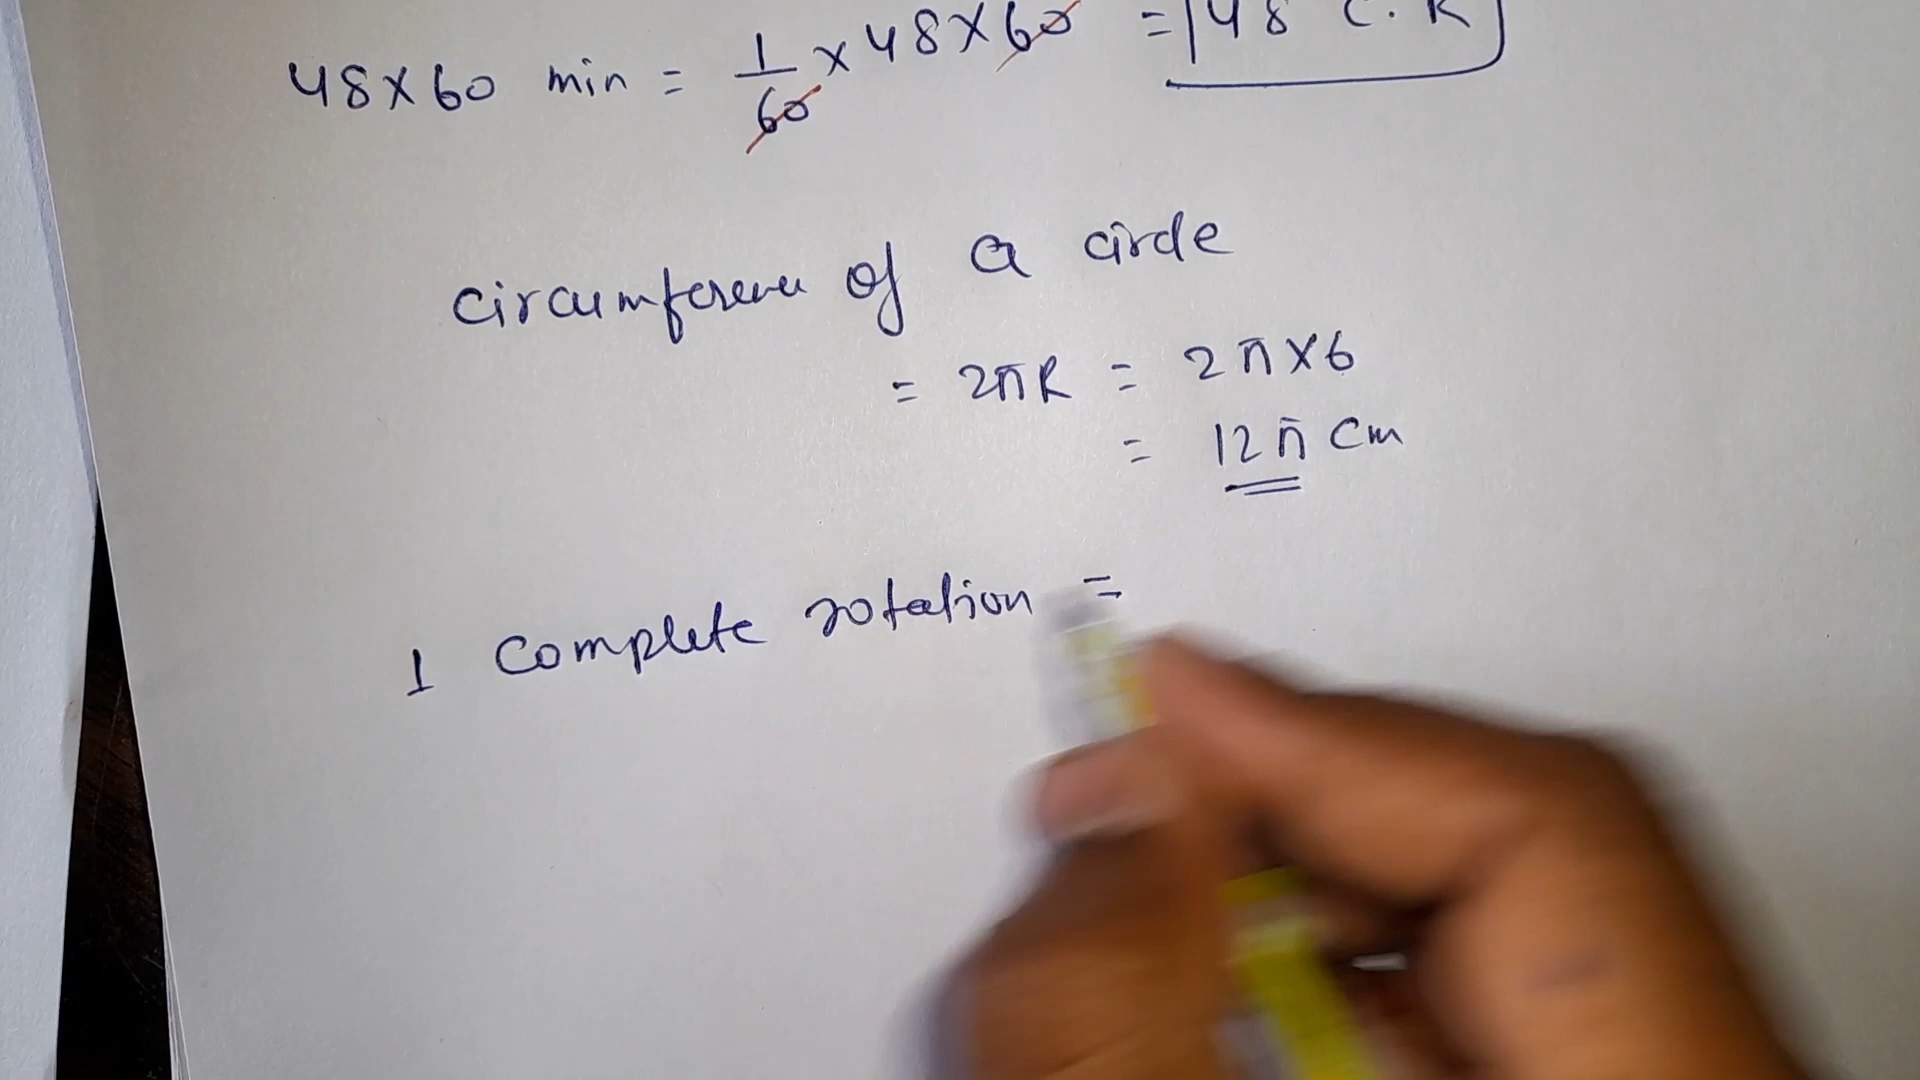 48×60 min = 1/60 × 48×60 = 48 C.R
Circumference of a circle
= 2πR = 2π×6
= 12π Cm
1 Complete rotation =